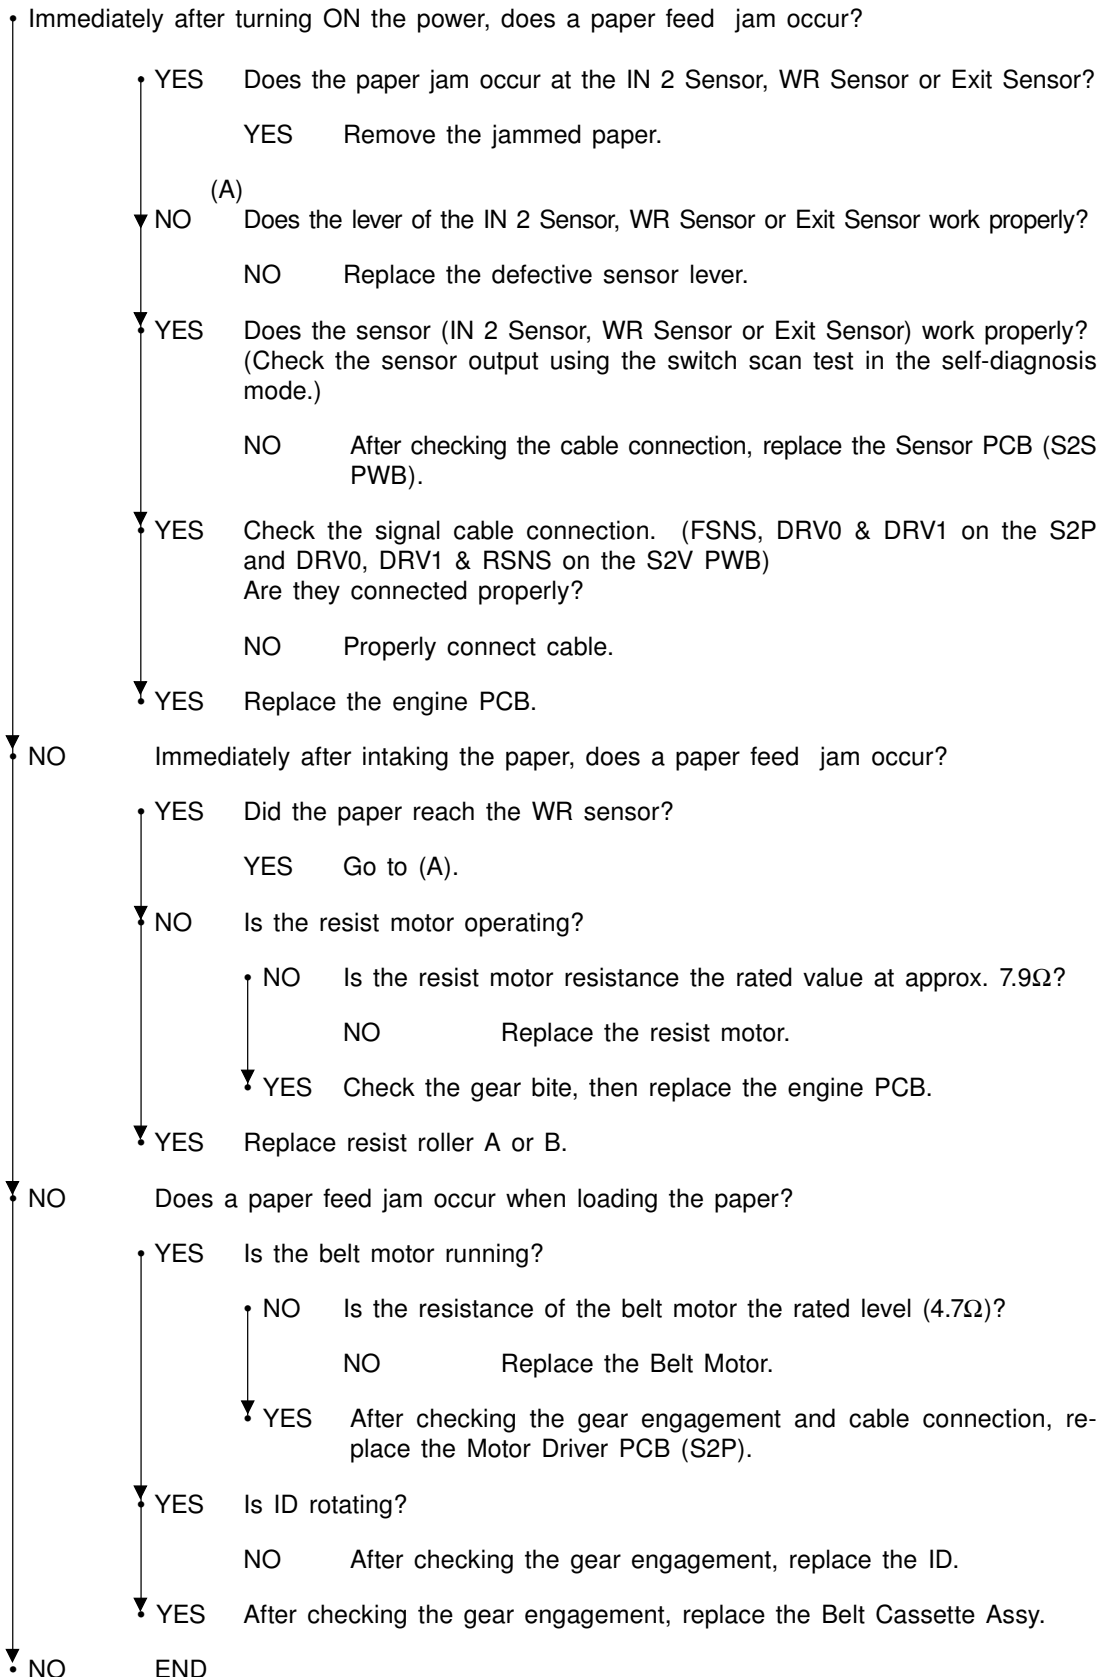 Immediately after turning ON the power, does a paper feed jam occur?
YES Does the paper jam occur at the IN 2 Sensor, WR Sensor or Exit Sensor?
YES Remove the jammed paper.
(A)
NO Does the lever of the IN 2 Sensor, WR Sensor or Exit Sensor work properly?
NO Replace the defective sensor lever.
YES Does the sensor (IN 2 Sensor, WR Sensor or Exit Sensor) work properly?
(Check the sensor output using the switch scan test in the self-diagnosis
mode.)
NO After checking the cable connection, replace the Sensor PCB (S2S
PWB).
YES Check the signal cable connection. (FSNS, DRV0 & DRV1 on the S2P
and DRV0, DRV1 & RSNS on the S2V PWB)
Are they connected properly?
NO Properly connect cable.
YES Replace the engine PCB.
NO Immediately after intaking the paper, does a paper feed jam occur?
YES Did the paper reach the WR sensor?
YES Go to (A).
NO Is the resist motor operating?
NO Is the resist motor resistance the rated value at approx. 7.9Ω?
NO Replace the resist motor.
YES Check the gear bite, then replace the engine PCB.
YES Replace resist roller A or B.
NO Does a paper feed jam occur when loading the paper?
YES Is the belt motor running?
NO Is the resistance of the belt motor the rated level (4.7Ω)?
NO Replace the Belt Motor.
YES After checking the gear engagement and cable connection, re-
place the Motor Driver PCB (S2P).
YES Is ID rotating?
NO After checking the gear engagement, replace the ID.
YES After checking the gear engagement, replace the Belt Cassette Assy.
NO END